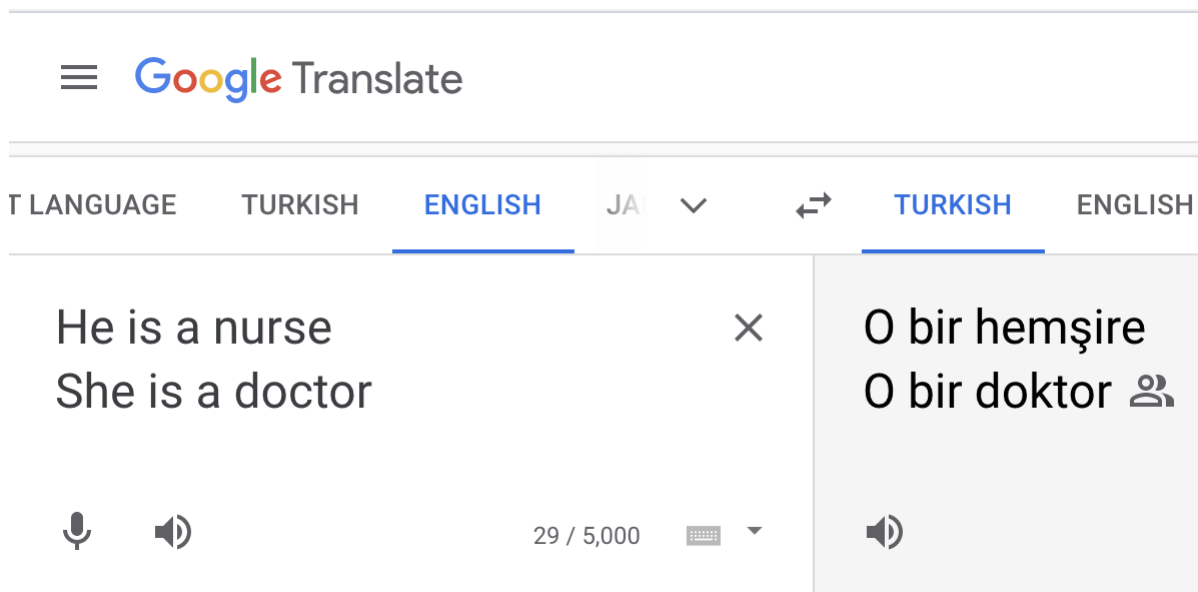 Google Translate
T LANGUAGE TURKISH ENGLISH JA TURKISH ENGLISH
He is a nurse
She is a doctor
29 / 5,000
O bir hemşire
O bir doktor